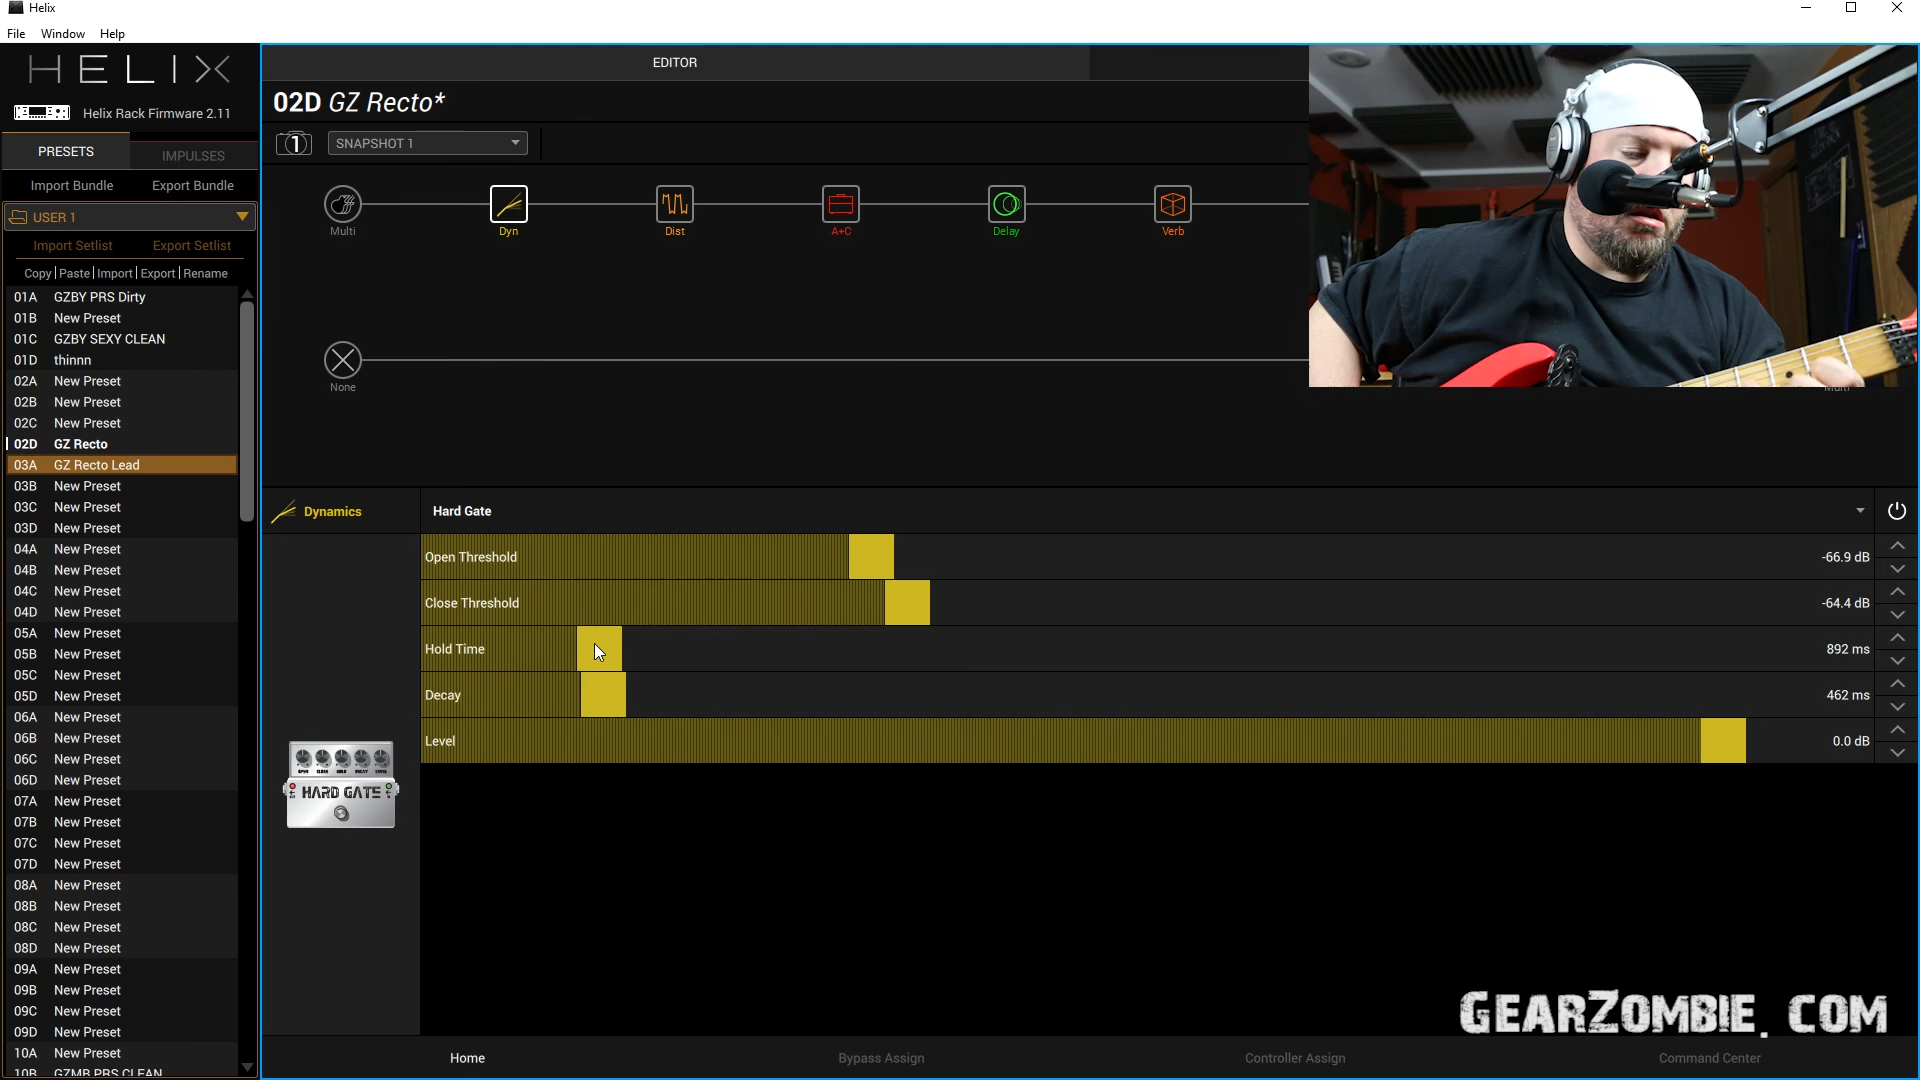 Helix
File Window Help
HELIX
Helix Rack Firmware 2.11
PRESETS IMPULSES
Import Bundle Export Bundle
USER 1
Import Setlist Export Setlist
Copy|Paste|Import|Export|Rename
01A GZBY PRS Dirty
01B New Preset
01C GZBY SEXY CLEAN
01D thinnn
02A New Preset
02B New Preset
02C New Preset
02D GZ Recto
03A GZ Recto Lead
03B New Preset
03C New Preset
03D New Preset
04A New Preset
04B New Preset
04C New Preset
04D New Preset
05A New Preset
05B New Preset
05C New Preset
05D New Preset
06A New Preset
06B New Preset
06C New Preset
06D New Preset
07A New Preset
07B New Preset
07C New Preset
07D New Preset
08A New Preset
08B New Preset
08C New Preset
08D New Preset
09A New Preset
09B New Preset
09C New Preset
09D New Preset
10A New Preset
10B GZMB PRS CLEAN
EDITOR
02D GZ Recto*
1 SNAPSHOT 1
Multi Dyn Dist A+C Delay Verb
None Multi
Dynamics Hard Gate
Open Threshold -66.9 dB
Close Threshold -64.4 dB
Hold Time 892 ms
Decay 462 ms
Level 0.0 dB
OPEN CLOSE HOLD DECAY LEVEL
HARD GATE
GEARZOMBIE.COM
Home Bypass Assign Controller Assign Command Center